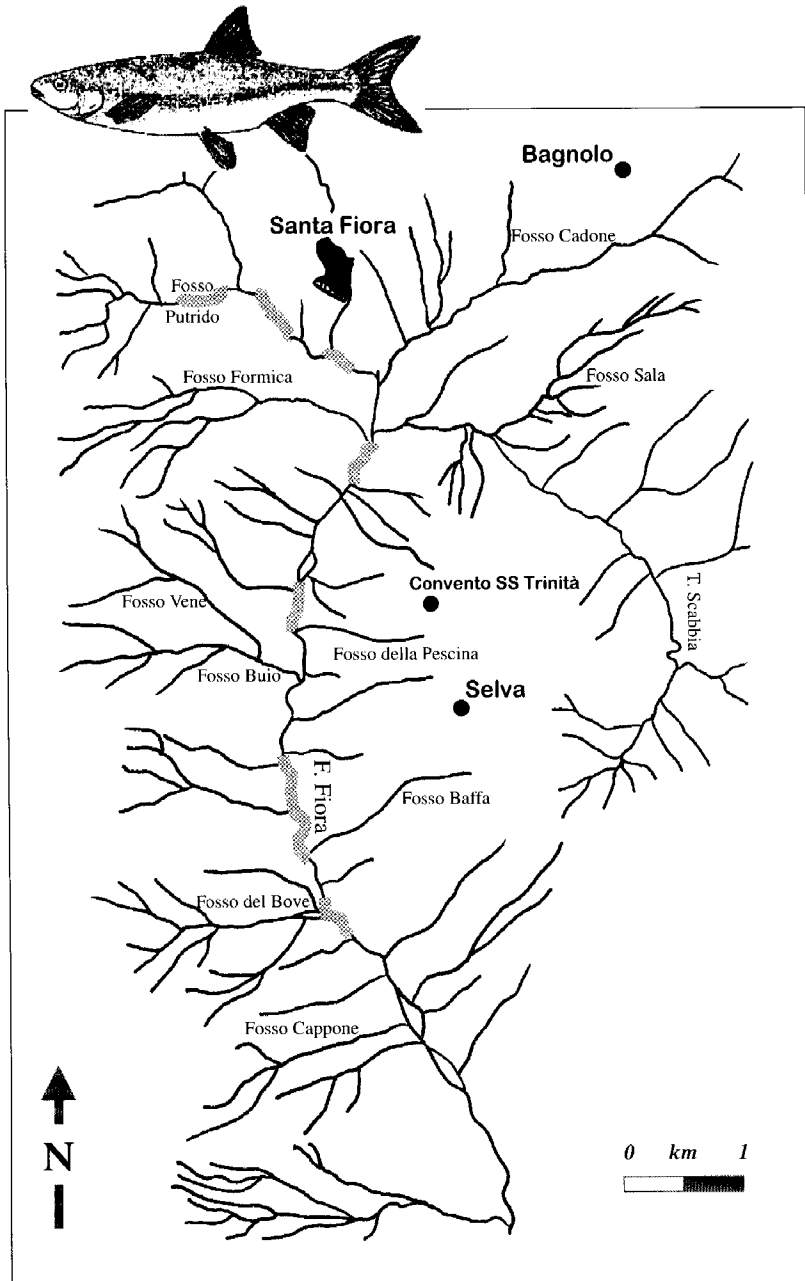 Bagnolo
Santa Fiora
Fosso Cadone
Fosso
Putrido
Fosso Formica
Fosso Sala
Convento SS Trinità
T. Scabbia
Fosso Vene
Fosso della Pescina
Fosso Buio
Selva
F. Fiora
Fosso Baffa
Fosso del Bove
Fosso Cappone
N
0 km 1